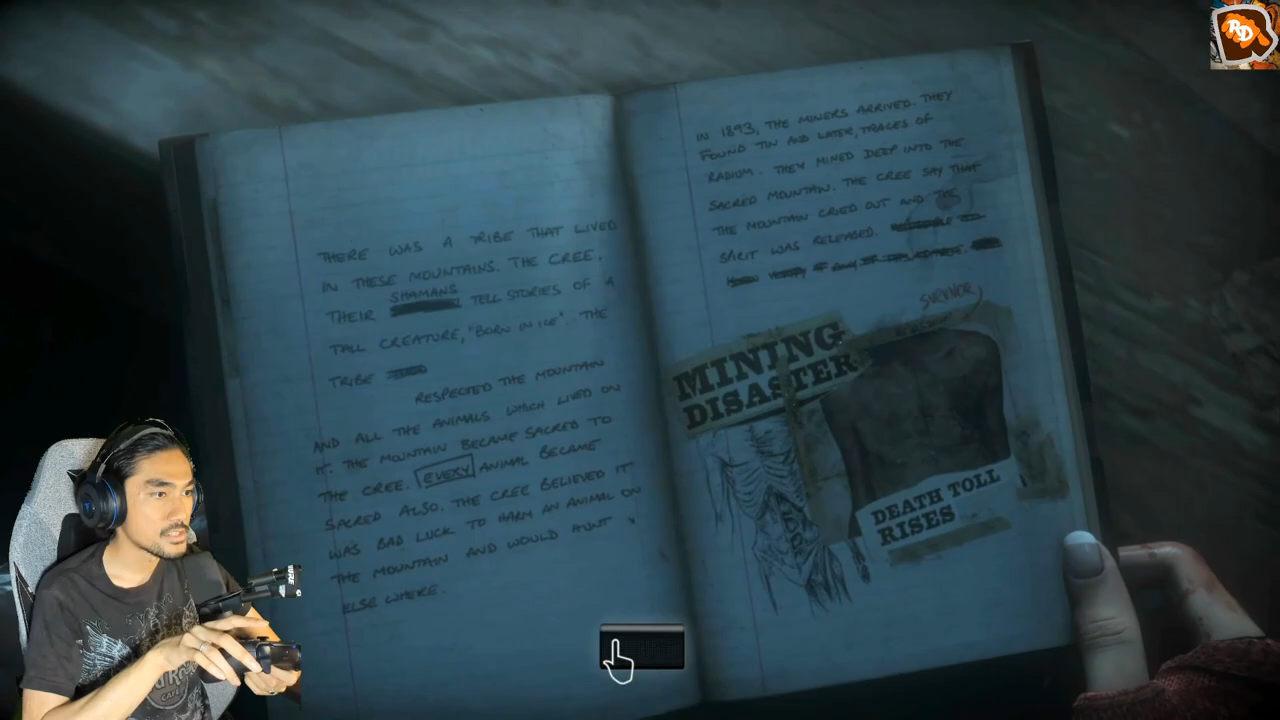 THERE WAS A TRIBE THAT LIVED
IN THESE MOUNTAINS. THE CREE.
SHAMANS
THEIR TELL STORIES OF A
TALL CREATURE, "BORN IN ICE". THE
TRIBE
RESPECTED THE MOUNTAIN
AND ALL THE ANIMALS WHICH LIVED ON
IT. THE MOUNTAIN BECAME SACRED TO
THE CREE. EVERY ANIMAL BECAME
SACRED ALSO. THE CREE BELIEVED IT
WAS BAD LUCK TO HARM AN ANIMAL ON
THE MOUNTAIN AND WOULD HUNT
ELSE WHERE.
IN 1893, THE MINERS ARRIVED. THEY
FOUND TIN AND LATER, TRACES OF
RADIUM. THEY MINED DEEP INTO THE
SACRED MOUNTAIN. THE CREE SAY THAT
THE MOUNTAIN CRIED OUT AND THE
SPIRIT WAS RELEASED.
SURVIVOR
MINING
DISASTER
DEATH TOLL
RISES
RD